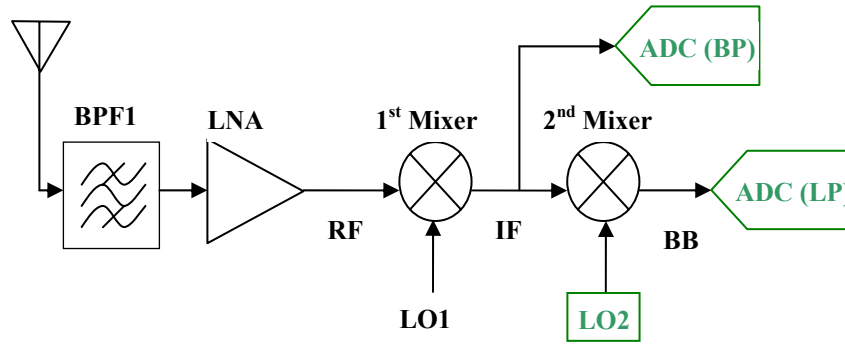 ADC (BP)
BPF1
LNA
1st Mixer
2nd Mixer
ADC (LP)
RF
IF
BB
LO1
LO2